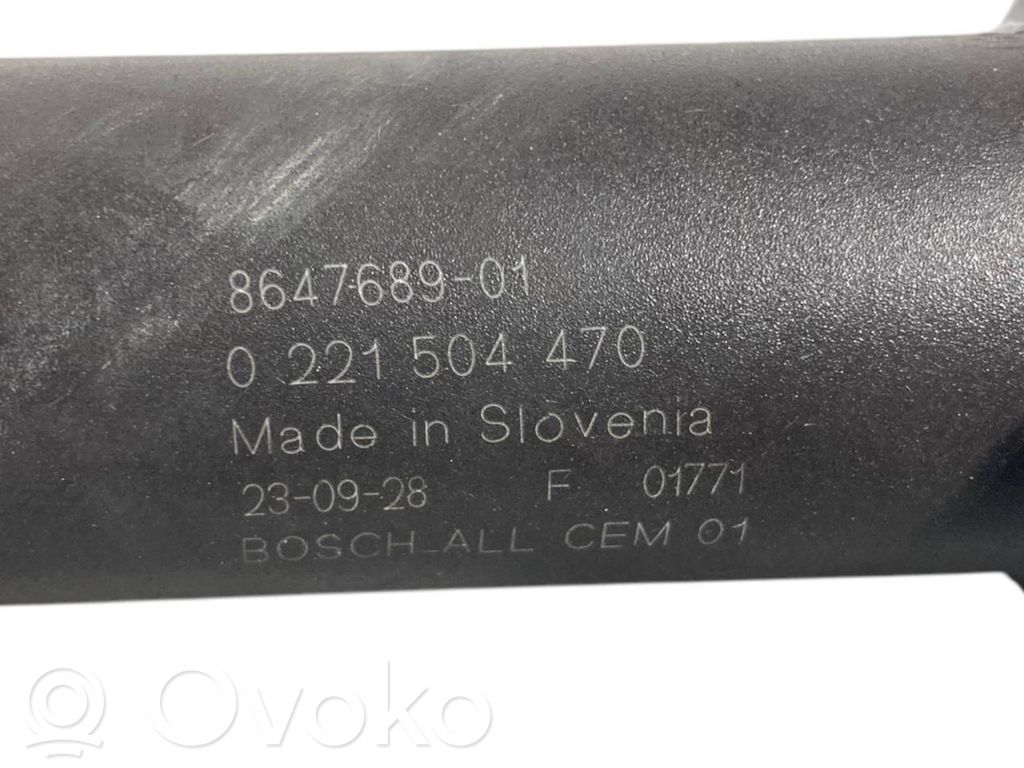 8647689-01
0 221 504 470
Made in Slovenia
23-09-28 F 01771
BOSCH-ALL CEM 01
Ovoko